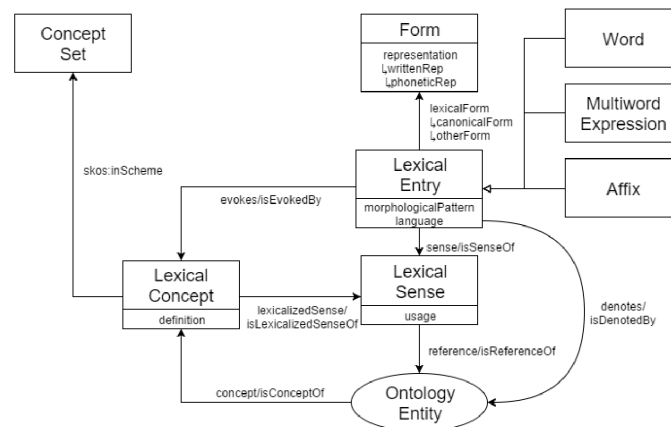 Concept
Set
Form
representation
↳writtenRep
↳phoneticRep
Word
Multiword
Expression
Affix
lexicalForm
↳canonicalForm
↳otherForm
skos:inScheme
Lexical
Entry
morphologicalPattern
language
evokes/isEvokedBy
sense/isSenseOf
Lexical
Concept
definition
lexicalizedSense/
isLexicalizedSenseOf
Lexical
Sense
usage
denotes/
isDenotedBy
reference/isReferenceOf
concept/isConceptOf
Ontology
Entity